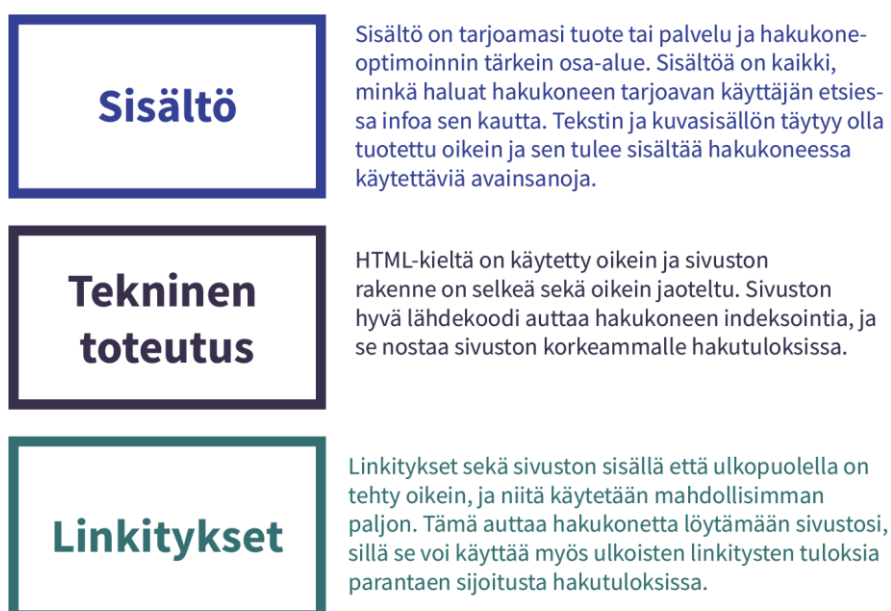 Sisältö
Sisältö on tarjoamasi tuote tai palvelu ja hakukone-
optimoinnin tärkein osa-alue. Sisältöä on kaikki,
minkä haluat hakukoneen tarjoavan käyttäjän etsies-
sa infoa sen kautta. Tekstin ja kuvasisällön täytyy olla
tuotettu oikein ja sen tulee sisältää hakukoneessa
käytettäviä avainsanoja.
Tekninen
toteutus
HTML-kieltä on käytetty oikein ja sivuston
rakenne on selkeä sekä oikein jaoteltu. Sivuston
hyvä lähdekoodi auttaa hakukoneen indeksointia, ja
se nostaa sivuston korkeammalle hakutuloksissa.
Linkitykset
Linkitykset sekä sivuston sisällä että ulkopuolella on
tehty oikein, ja niitä käytetään mahdollisimman
paljon. Tämä auttaa hakukonetta löytämään sivustosi,
sillä se voi käyttää myös ulkoisten linkitysten tuloksia
parantaen sijoitusta hakutuloksissa.